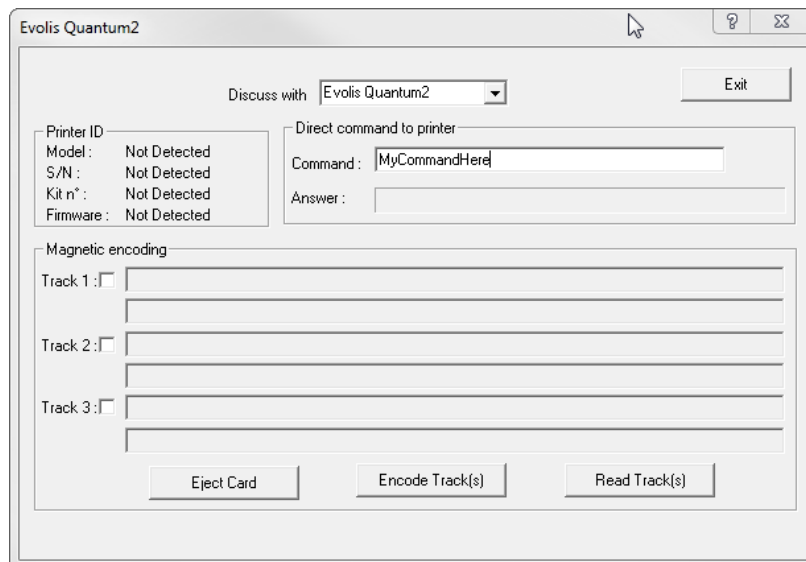 Evolis Quantum2
Discuss with Evolis Quantum2
Exit
Printer ID
Model : Not Detected
S/N : Not Detected
Kit n° : Not Detected
Firmware : Not Detected
Direct command to printer
Command : MyCommandHere
Answer :
Magnetic encoding
Track 1 :
Track 2 :
Track 3 :
Eject Card
Encode Track(s)
Read Track(s)